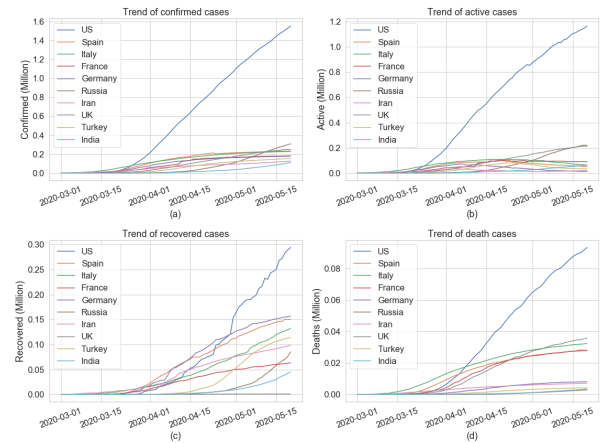 Trend of confirmed cases
Confirmed (Million)
1.6
1.4
1.2
1.0
0.8
0.6
0.4
0.2
0.0
US
Spain
Italy
France
Germany
Russia
Iran
UK
Turkey
India
2020-03-01
2020-03-15
2020-04-01
2020-04-15
2020-05-01
2020-05-15
(a)
Trend of active cases
Active (Million)
1.2
1.0
0.8
0.6
0.4
0.2
0.0
US
Spain
Italy
France
Germany
Russia
Iran
UK
Turkey
India
2020-03-01
2020-03-15
2020-04-01
2020-04-15
2020-05-01
2020-05-15
(b)
Trend of recovered cases
Recovered (Million)
0.30
0.25
0.20
0.15
0.10
0.05
0.00
US
Spain
Italy
France
Germany
Russia
Iran
UK
Turkey
India
2020-03-01
2020-03-15
2020-04-01
2020-04-15
2020-05-01
2020-05-15
(c)
Trend of death cases
Deaths (Million)
0.08
0.06
0.04
0.02
0.00
US
Spain
Italy
France
Germany
Russia
Iran
UK
Turkey
India
2020-03-01
2020-03-15
2020-04-01
2020-04-15
2020-05-01
2020-05-15
(d)